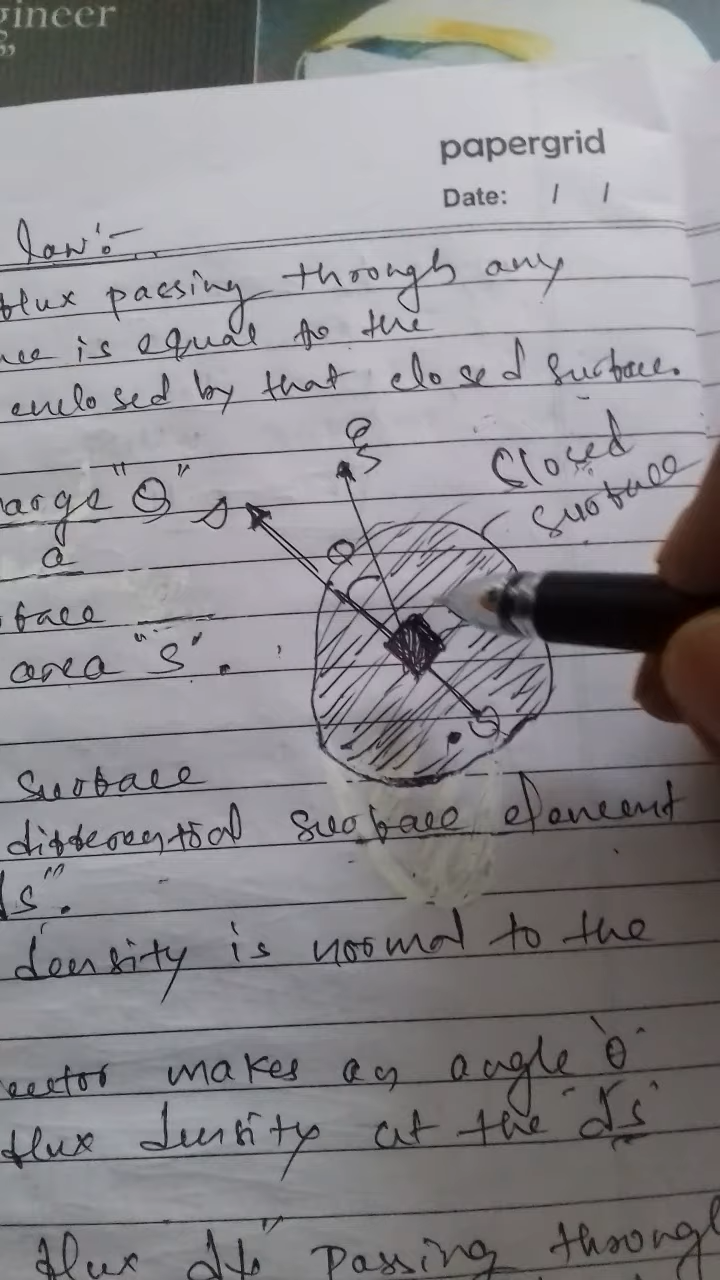 gineer
"
papergrid
Date: / /
law :-
flux passing through any
is equal to the
enclosed by that closed surface.
"Q"
Closed
surface
θ
a
face
area "S".
Surface
differential surface element
ds".
density is normal to the
vector makes an angle θ
flux density at the "ds"
flux passing through